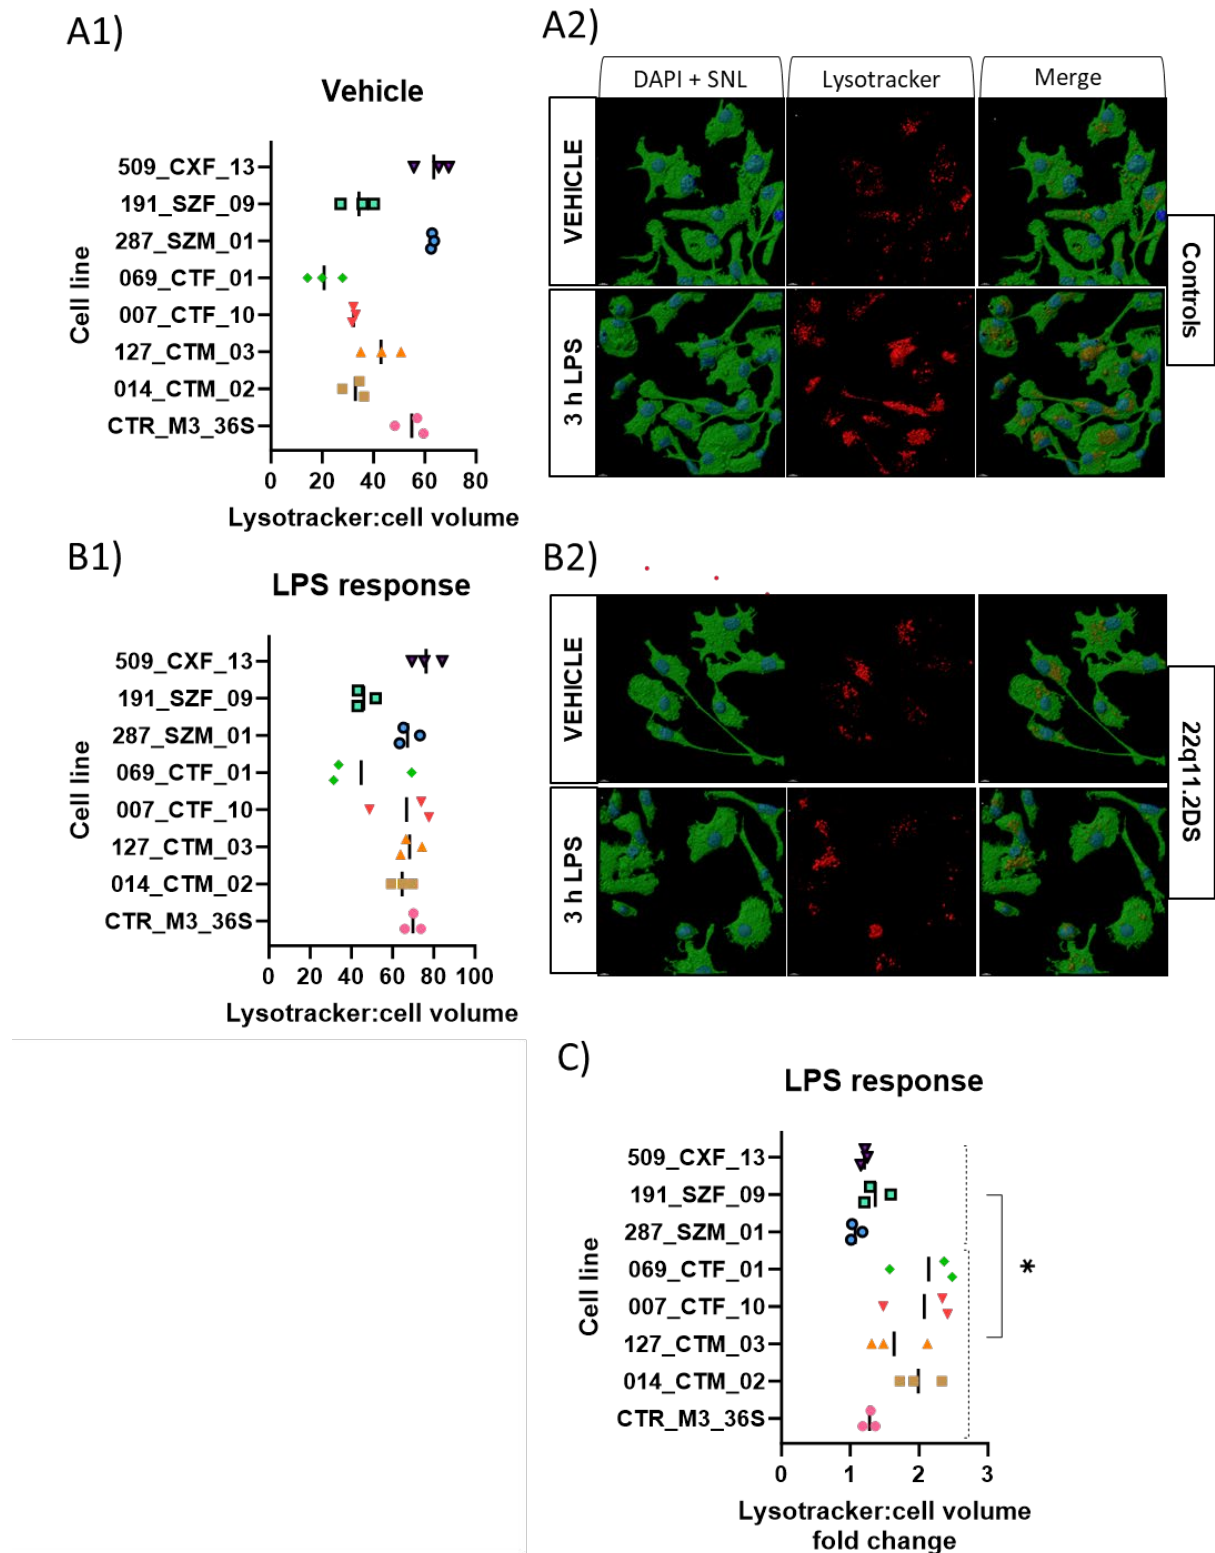 A1)
Vehicle
509_CXF_13
191_SZF_09
287_SZM_01
069_CTF_01
007_CTF_10
127_CTM_03
014_CTM_02
CTR_M3_36S
Cell line
0 20 40 60 80
Lysotracker:cell volume
A2)
DAPI + SNL
Lysotracker
Merge
VEHICLE
3 h LPS
Controls
B1)
LPS response
509_CXF_13
191_SZF_09
287_SZM_01
069_CTF_01
007_CTF_10
127_CTM_03
014_CTM_02
CTR_M3_36S
Cell line
0 20 40 60 80 100
Lysotracker:cell volume
B2)
VEHICLE
3 h LPS
22q11.2DS
C)
LPS response
509_CXF_13
191_SZF_09
287_SZM_01
069_CTF_01
007_CTF_10
127_CTM_03
014_CTM_02
CTR_M3_36S
Cell line
*
0 1 2 3
Lysotracker:cell volume
fold change